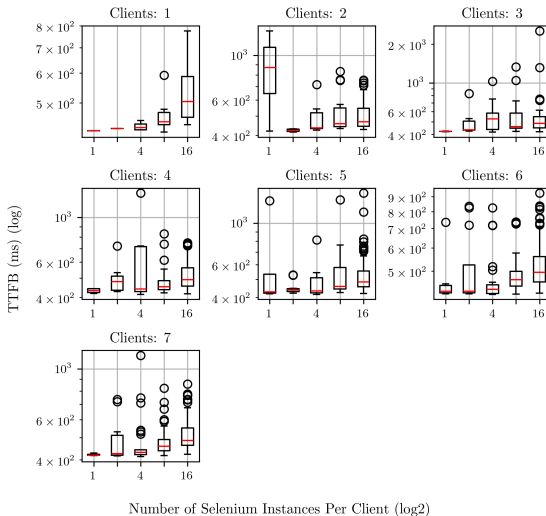 Clients: 1
8 × 10²
6 × 10²
5 × 10²
1 4 16
Clients: 2
10³
6 × 10²
4 × 10²
1 4 16
Clients: 3
2 × 10³
10³
6 × 10²
4 × 10²
1 4 16
Clients: 4
10³
6 × 10²
4 × 10²
1 4 16
Clients: 5
10³
6 × 10²
4 × 10²
1 4 16
Clients: 6
9 × 10²
8 × 10²
7 × 10²
6 × 10²
5 × 10²
1 4 16
TTFB (ms) (log)
Clients: 7
10³
6 × 10²
4 × 10²
1 4 16
Number of Selenium Instances Per Client (log2)